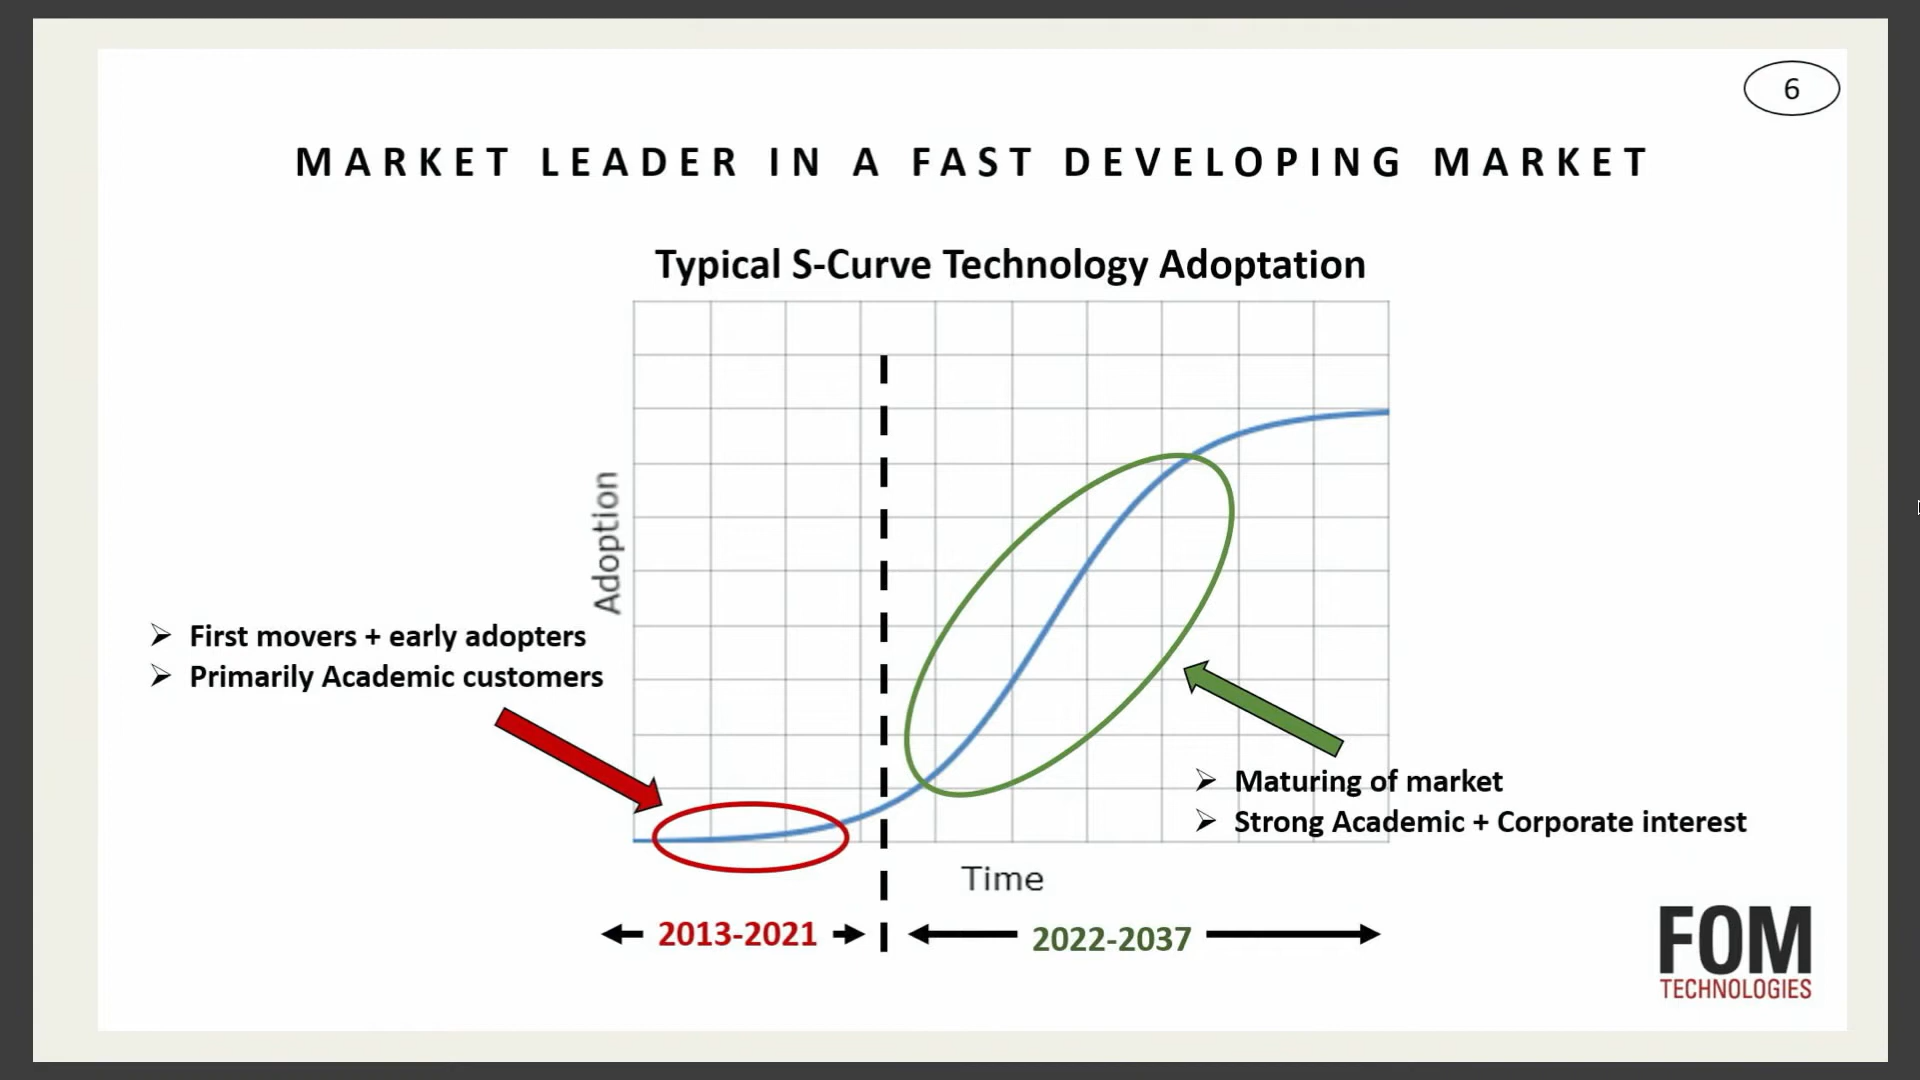 6
MARKET LEADER IN A FAST DEVELOPING MARKET
Typical S-Curve Technology Adoptation
Adoption
➢ First movers + early adopters
➢ Primarily Academic customers
➢ Maturing of market
➢ Strong Academic + Corporate interest
Time
2013-2021
2022-2037
FOM
TECHNOLOGIES